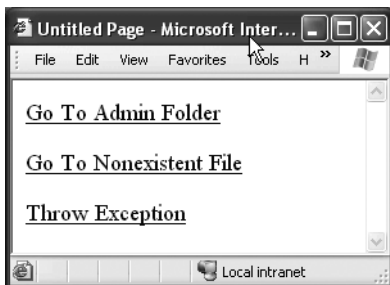 Untitled Page - Microsoft Inter...
File Edit View Favorites Tools H »
Go To Admin Folder
Go To Nonexistent File
Throw Exception
Local intranet